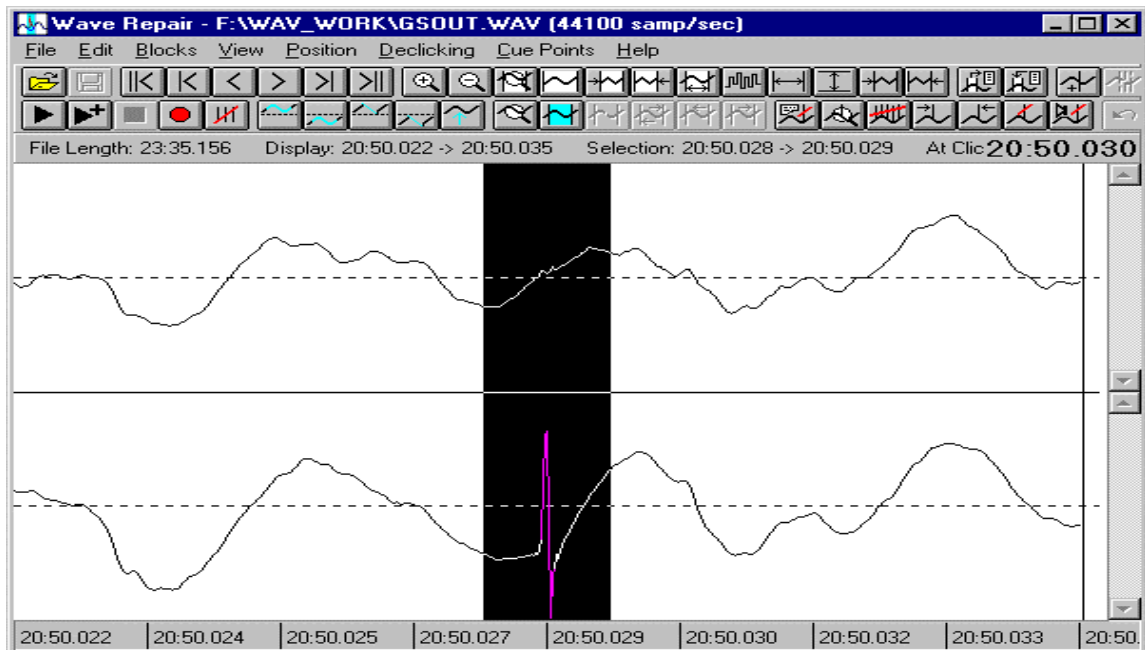 Wave Repair - F:\WAV_WORK\GSOUT.WAV (44100 samp/sec)
File Edit Blocks View Position Declicking Cue Points Help
File Length: 23:35.156 Display: 20:50.022 -> 20:50.035 Selection: 20:50.028 -> 20:50.029 At Clic 20:50.030
20:50.022 20:50.024 20:50.025 20:50.027 20:50.029 20:50.030 20:50.032 20:50.033 20:50.